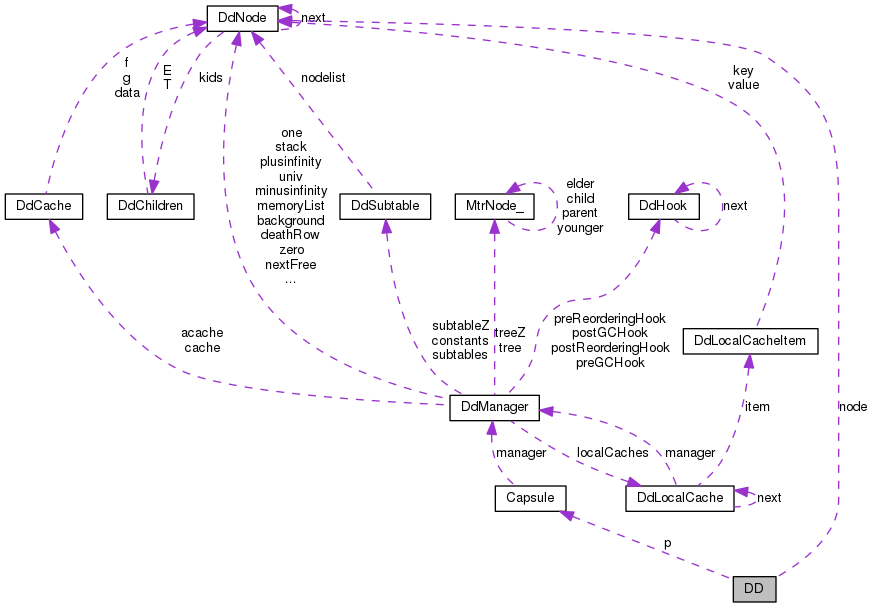 DdNode
next
f
g
data
E
T
kids
nodelist
key
value
one
stack
plusinfinity
univ
minusinfinity
memoryList
background
deathRow
zero
nextFree
...
DdCache
DdChildren
DdSubtable
MtrNode_
elder
child
parent
younger
DdHook
next
acache
cache
subtableZ
constants
subtables
treeZ
tree
preReorderingHook
postGCHook
postReorderingHook
preGCHook
DdLocalCacheItem
DdManager
item
node
manager
localCaches
manager
Capsule
DdLocalCache
next
p
DD